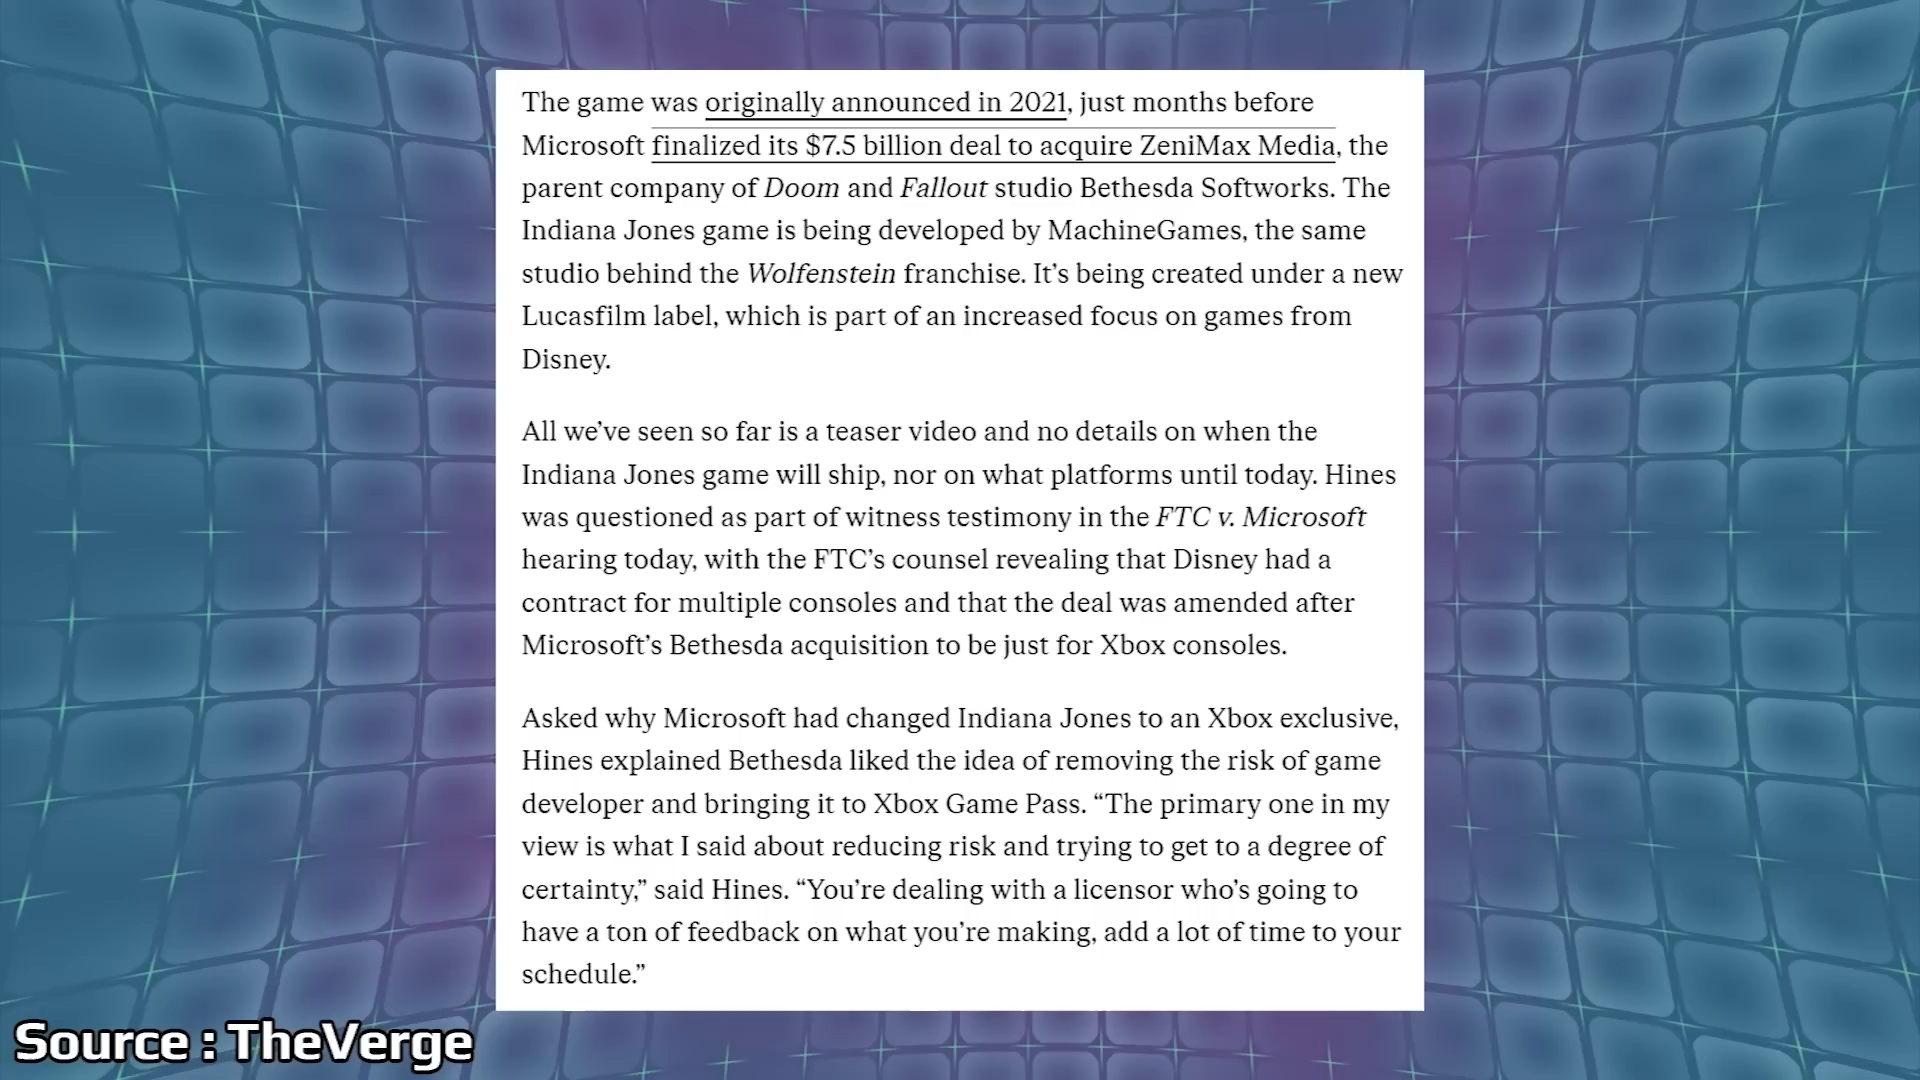 The game was originally announced in 2021, just months before
Microsoft finalized its $7.5 billion deal to acquire ZeniMax Media, the
parent company of Doom and Fallout studio Bethesda Softworks. The
Indiana Jones game is being developed by MachineGames, the same
studio behind the Wolfenstein franchise. It’s being created under a new
Lucasfilm label, which is part of an increased focus on games from
Disney.
All we’ve seen so far is a teaser video and no details on when the
Indiana Jones game will ship, nor on what platforms until today. Hines
was questioned as part of witness testimony in the FTC v. Microsoft
hearing today, with the FTC’s counsel revealing that Disney had a
contract for multiple consoles and that the deal was amended after
Microsoft’s Bethesda acquisition to be just for Xbox consoles.
Asked why Microsoft had changed Indiana Jones to an Xbox exclusive,
Hines explained Bethesda liked the idea of removing the risk of game
developer and bringing it to Xbox Game Pass. “The primary one in my
view is what I said about reducing risk and trying to get to a degree of
certainty,” said Hines. “You’re dealing with a licensor who’s going to
have a ton of feedback on what you’re making, add a lot of time to your
schedule.”
Source : TheVerge